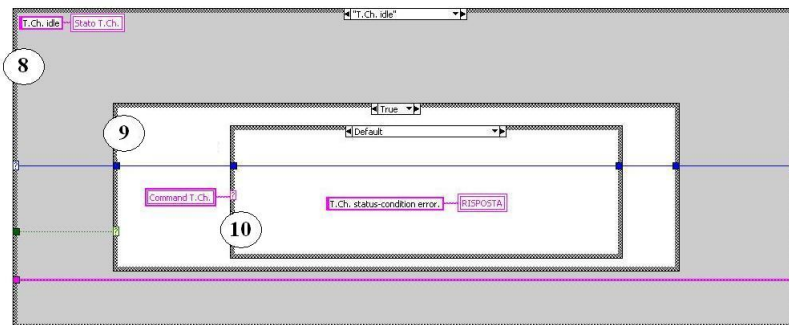 "T.Ch. idle"
T.Ch. idle Stato T.Ch.
8
True
9
Default
?
Command T.Ch. ?
T.Ch. status-condition error. RISPOSTA
10
?